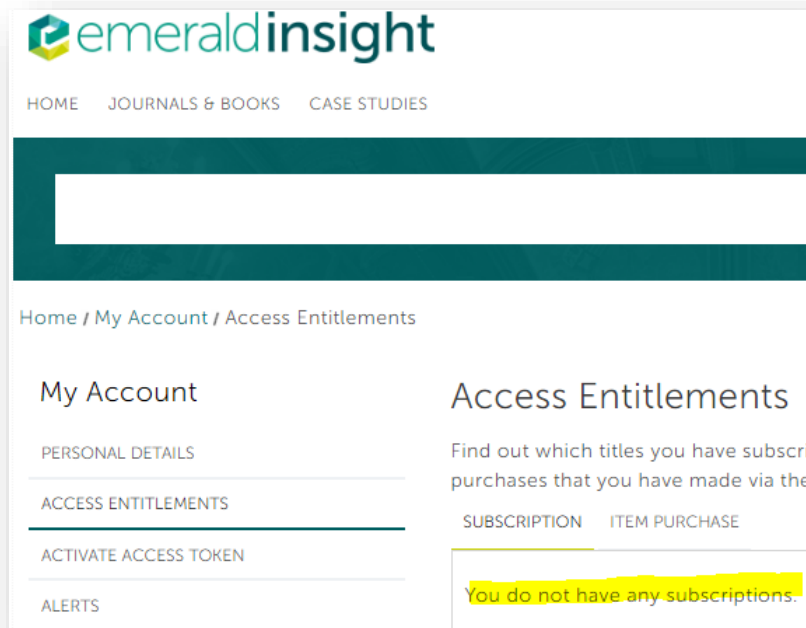 emeraldinsight
HOME JOURNALS & BOOKS CASE STUDIES
Home / My Account / Access Entitlements
My Account
PERSONAL DETAILS
ACCESS ENTITLEMENTS
ACTIVATE ACCESS TOKEN
ALERTS
Access Entitlements
Find out which titles you have subscri
purchases that you have made via the
SUBSCRIPTION ITEM PURCHASE
You do not have any subscriptions.